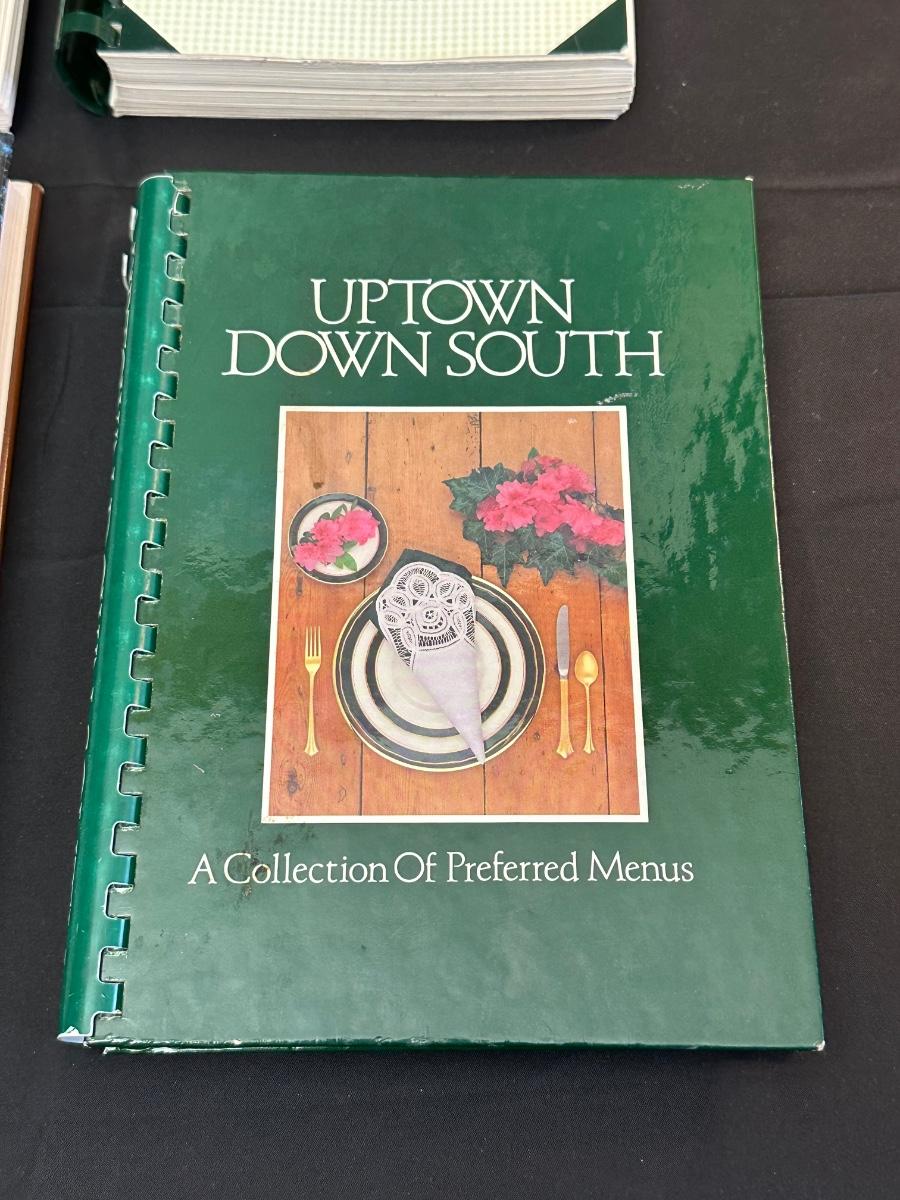 UPTOWN
DOWN SOUTH
A Collection Of Preferred Menus